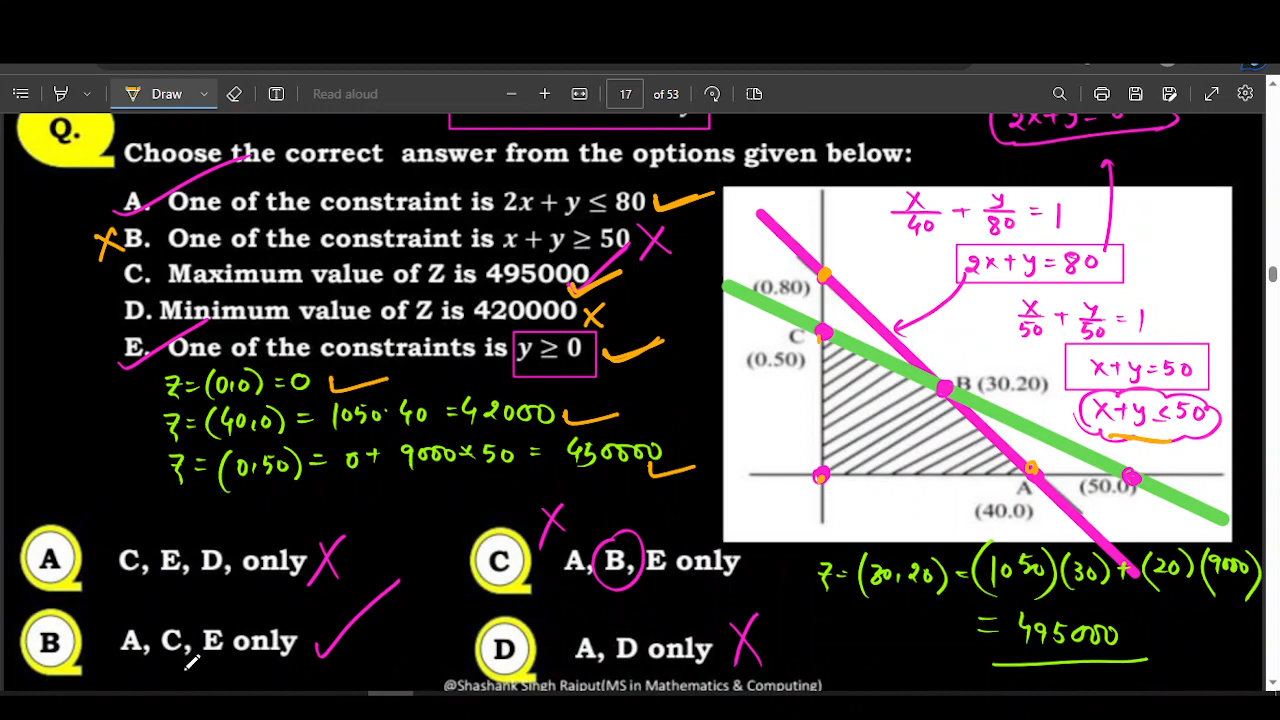 Draw
Read aloud
17 of 53
Q.
2x+y=
Choose the correct answer from the options given below:
A. One of the constraint is 2x + y ≤ 80
B. One of the constraint is x + y ≥ 50
C. Maximum value of Z is 495000
D. Minimum value of Z is 420000
E. One of the constraints is y ≥ 0
z=(0,0)=0
z=(40,0) = 1050·40 =42000
z=(0,50)= 0+ 9000×50 = 450000
x/40 + y/80 = 1
2x+y=80
x/50 + y/50 = 1
x+y=50
x+y ≤50
(0.80)
C
(0.50)
B (30.20)
A
(40.0)
(50.0)
A C, E, D, only
C A, B, E only
B A, C, E only
D A, D only
z=(30,20)=(1050)(30)+(20)(9000)
= 495000
@Shashank Singh Rajput(MS in Mathematics & Computing)